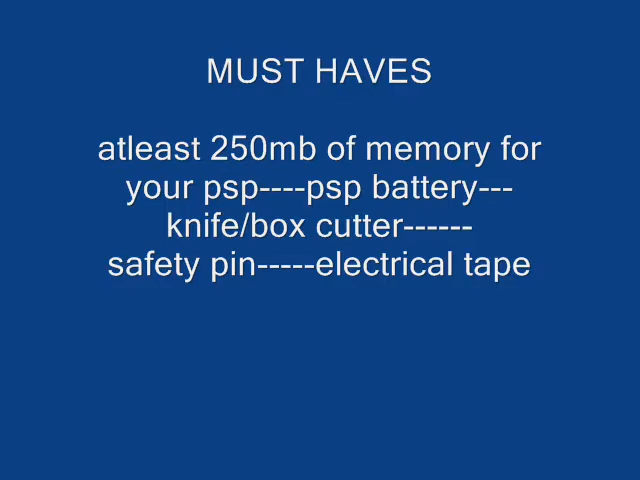 MUST HAVES
atleast 250mb of memory for
your psp----psp battery---
knife/box cutter------
safety pin-----electrical tape